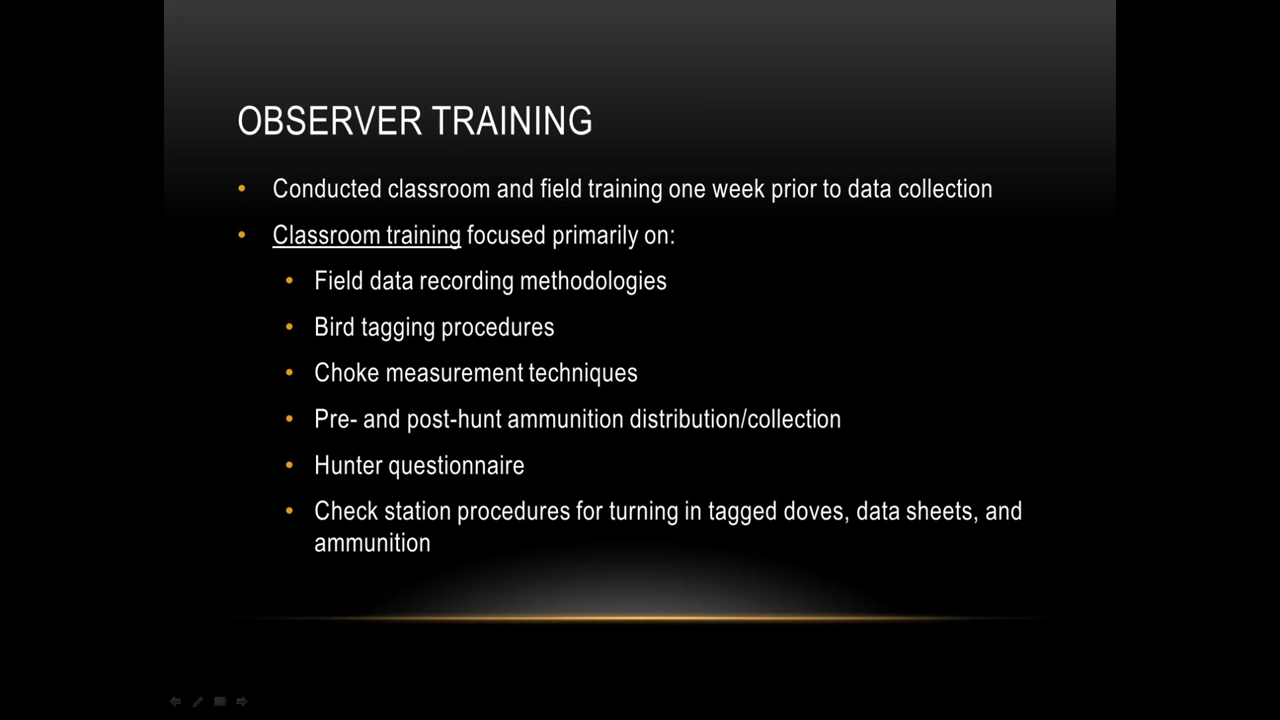 OBSERVER TRAINING
• Conducted classroom and field training one week prior to data collection
• Classroom training focused primarily on:
• Field data recording methodologies
• Bird tagging procedures
• Choke measurement techniques
• Pre- and post-hunt ammunition distribution/collection
• Hunter questionnaire
• Check station procedures for turning in tagged doves, data sheets, and
ammunition